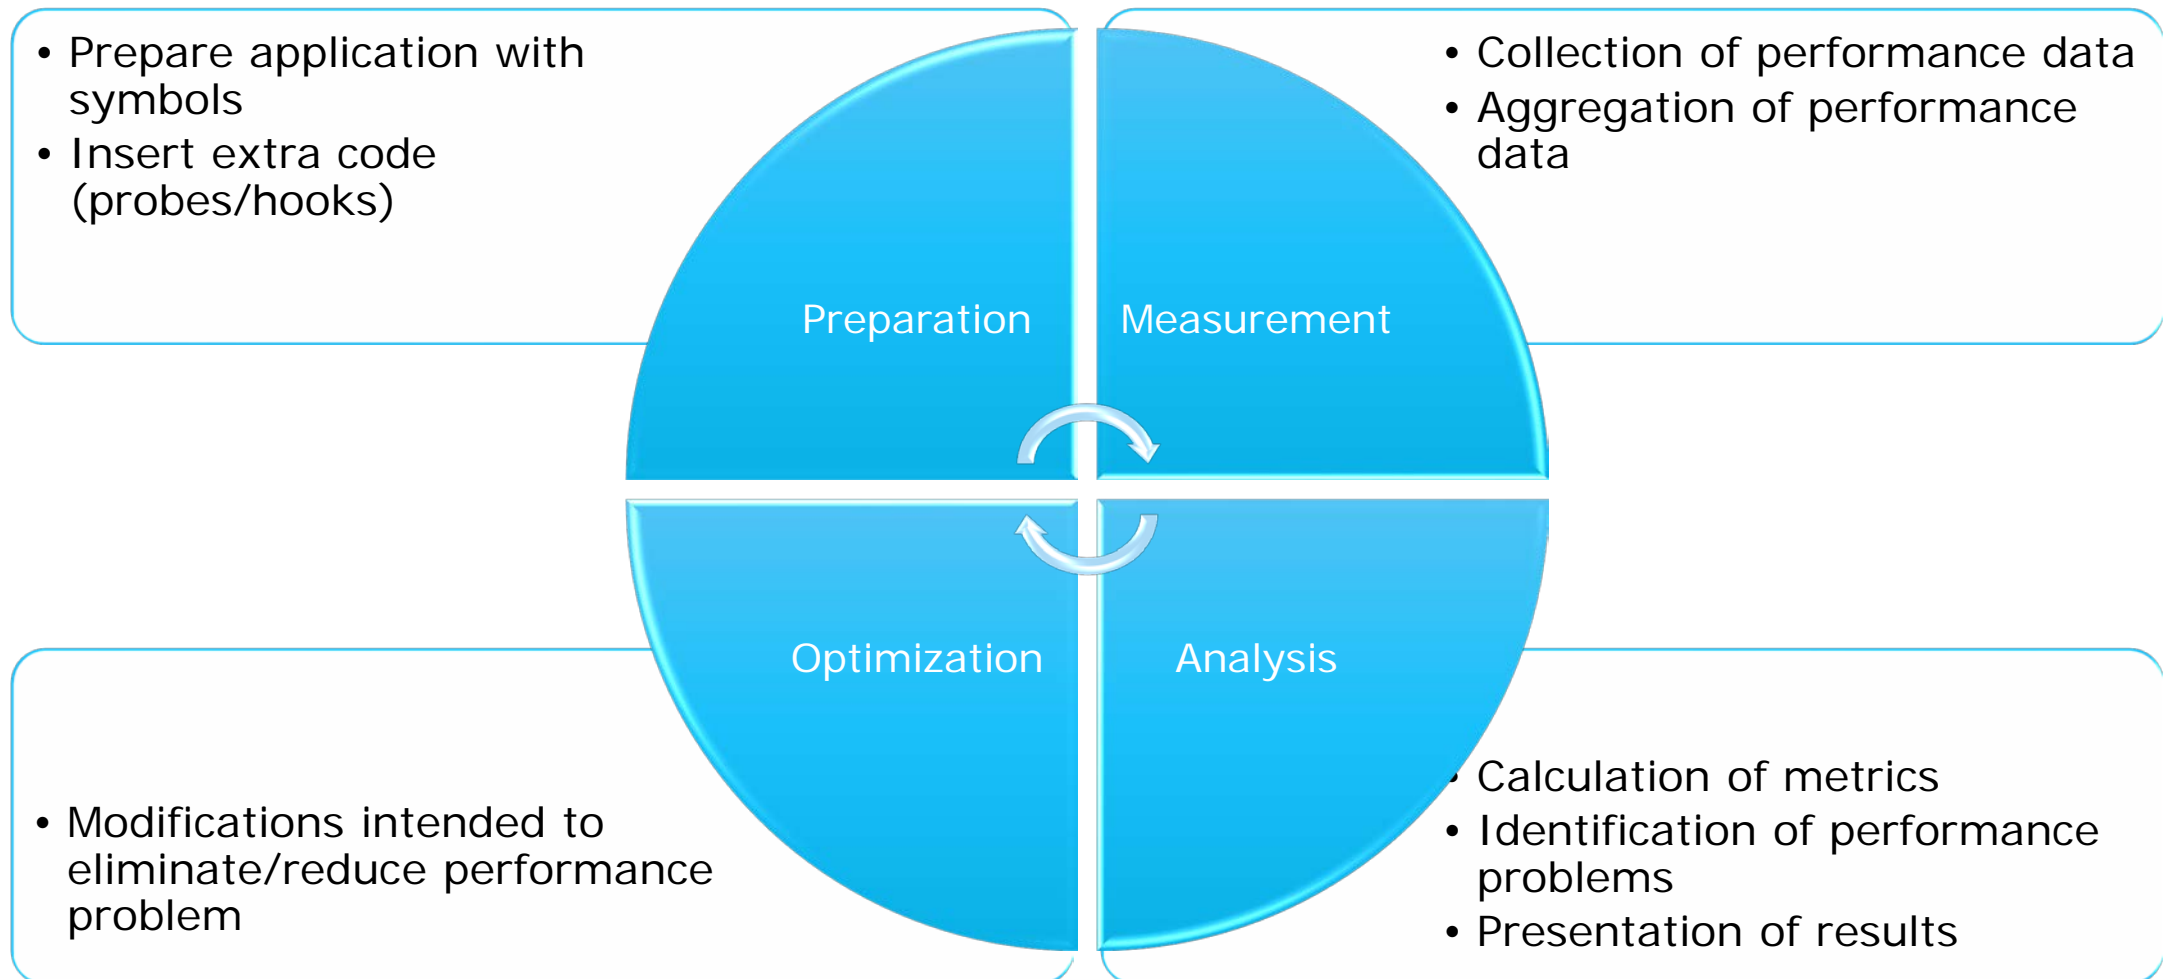 • Prepare application with
symbols
• Insert extra code
(probes/hooks)
• Collection of performance data
• Aggregation of performance
data
Preparation
Measurement
Optimization
Analysis
• Modifications intended to
eliminate/reduce performance
problem
• Calculation of metrics
• Identification of performance
problems
• Presentation of results